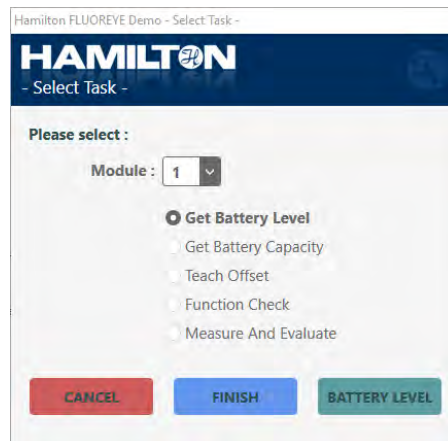 Hamilton FLUOREYE Demo - Select Task -
HAMILTON
- Select Task -
Please select :
Module : 1
Get Battery Level
Get Battery Capacity
Teach Offset
Function Check
Measure And Evaluate
CANCEL FINISH BATTERY LEVEL